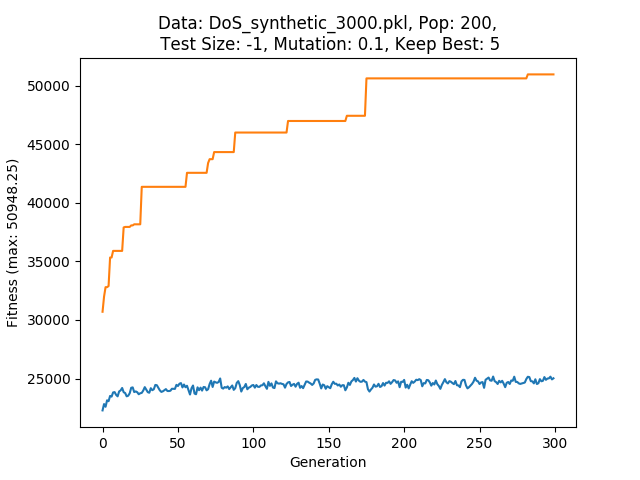 Data: DoS_synthetic_3000.pkl, Pop: 200,
Test Size: -1, Mutation: 0.1, Keep Best: 5
Fitness (max: 50948.25)
50000
45000
40000
35000
30000
25000
0 50 100 150 200 250 300
Generation